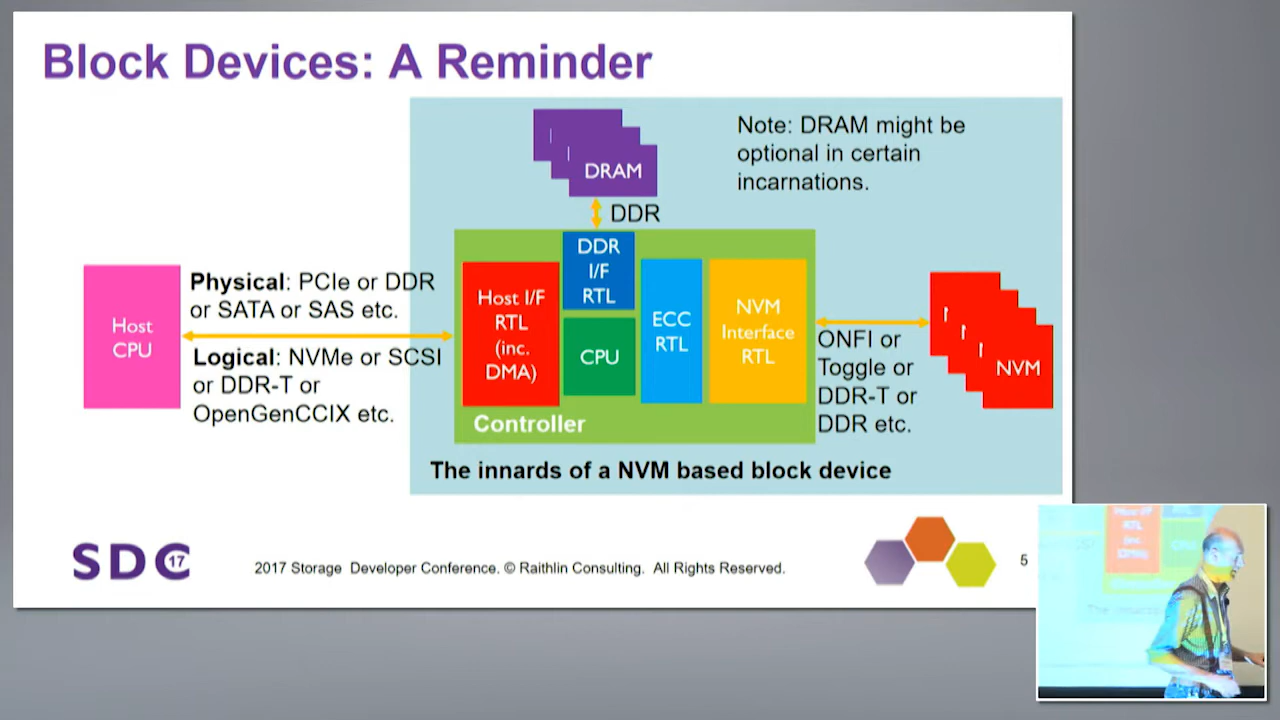 Block Devices: A Reminder
Note: DRAM might be
optional in certain
incarnations.
DRAM
DDR
Host
CPU
Physical: PCIe or DDR
or SATA or SAS etc.
Logical: NVMe or SCSI
or DDR-T or
OpenGenCCIX etc.
Host I/F
RTL
(inc.
DMA)
DDR
I/F
RTL
CPU
ECC
RTL
NVM
Interface
RTL
Controller
ONFI or
Toggle or
DDR-T or
DDR etc.
NVM
The innards of a NVM based block device
SDC 17
2017 Storage Developer Conference. © Raithlin Consulting. All Rights Reserved.
5